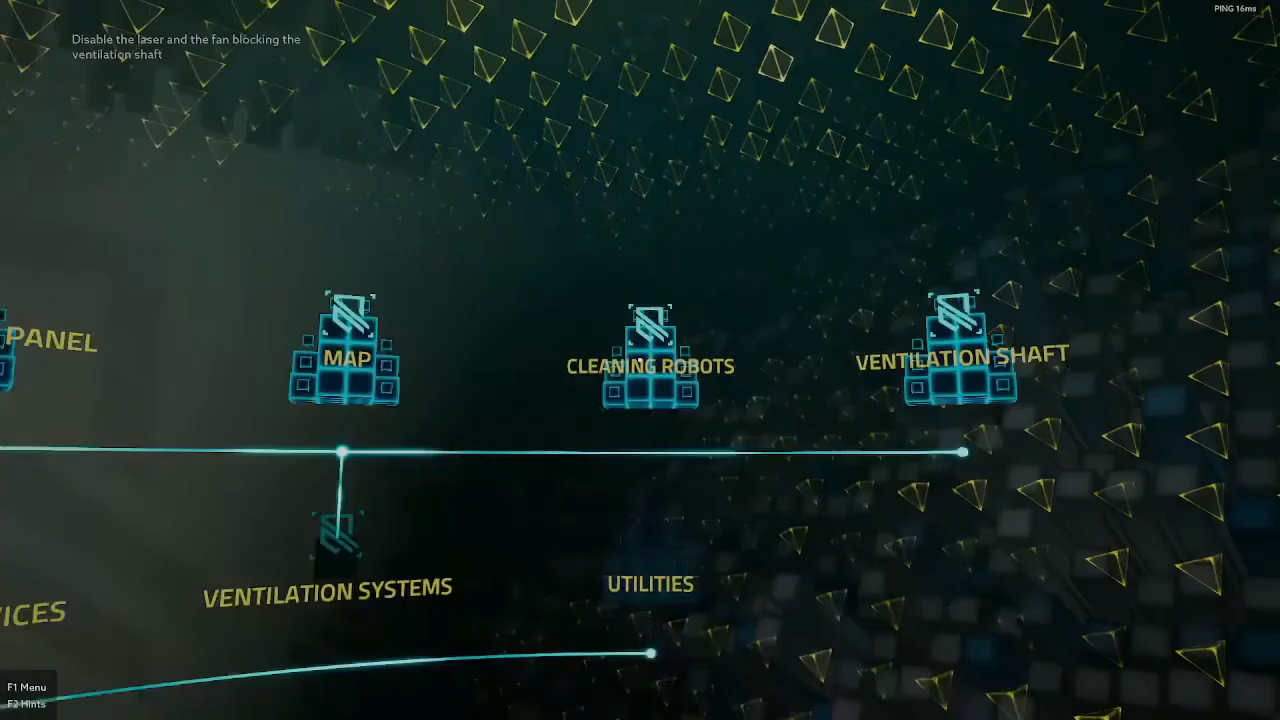 PING 16ms
Disable the laser and the fan blocking the
ventilation shaft
PANEL
MAP
CLEANING ROBOTS
VENTILATION SHAFT
VENTILATION SYSTEMS
UTILITIES
F1 Menu
F2 Hints